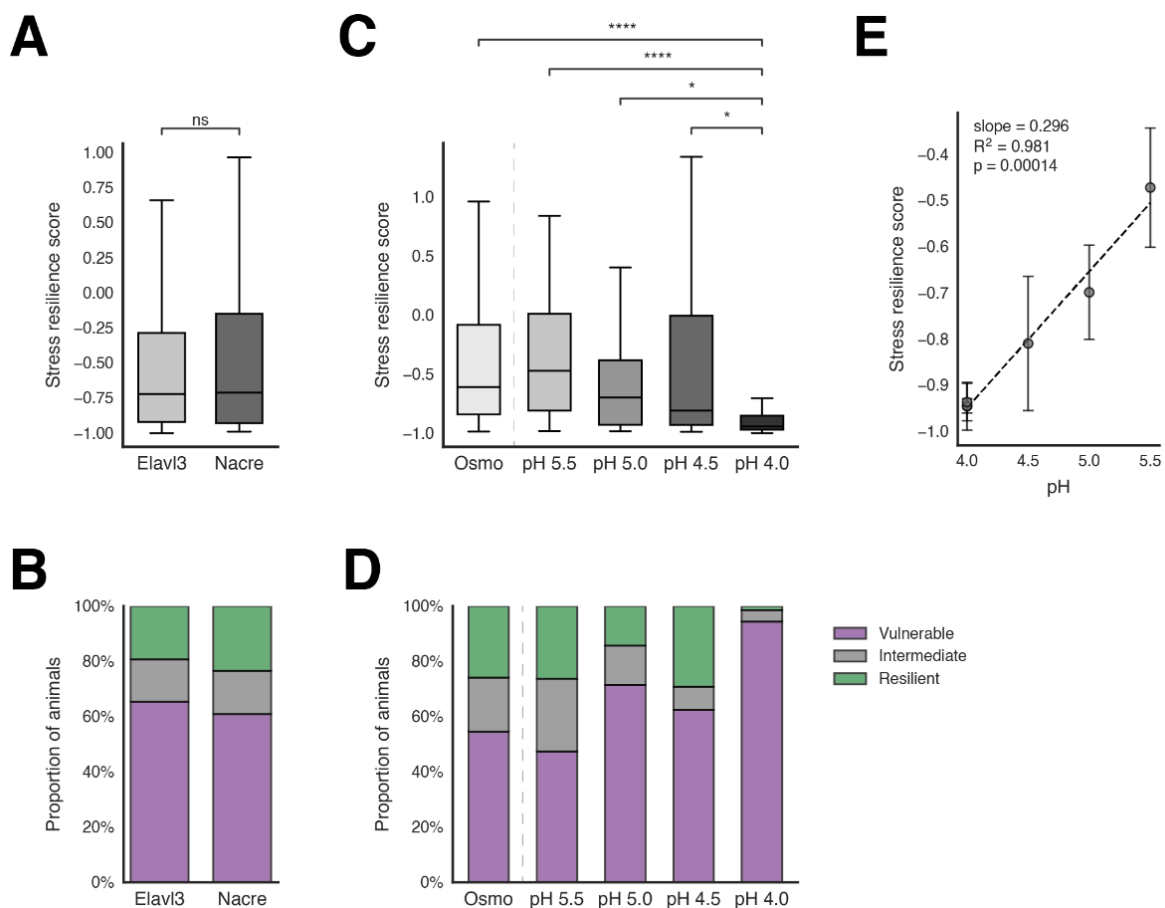 A
ns
Stress resilience score
1.00
0.75
0.50
0.25
0.00
−0.25
−0.50
−0.75
−1.00
Elavl3 Nacre
C
****
****
*
*
Stress resilience score
1.0
0.5
0.0
−0.5
−1.0
Osmo pH 5.5 pH 5.0 pH 4.5 pH 4.0
E
slope = 0.296
R² = 0.981
p = 0.00014
Stress resilience score
−0.4
−0.5
−0.6
−0.7
−0.8
−0.9
−1.0
4.0 4.5 5.0 5.5
pH
B
Proportion of animals
100%
80%
60%
40%
20%
0%
Elavl3 Nacre
D
Proportion of animals
100%
80%
60%
40%
20%
0%
Osmo pH 5.5 pH 5.0 pH 4.5 pH 4.0
Vulnerable
Intermediate
Resilient